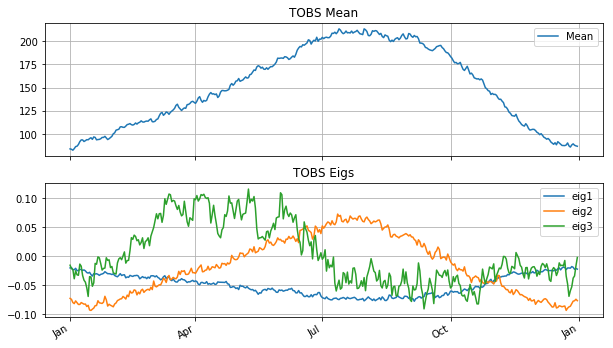 TOBS Mean
200
175
150
125
100
Mean
TOBS Eigs
0.10
0.05
0.00
−0.05
−0.10
eig1
eig2
eig3
Jan
Apr
Jul
Oct
Jan